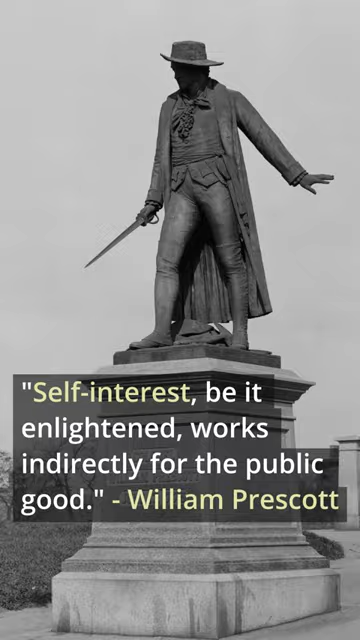 "Self-interest, be it
enlightened, works
indirectly for the public
good." - William Prescott